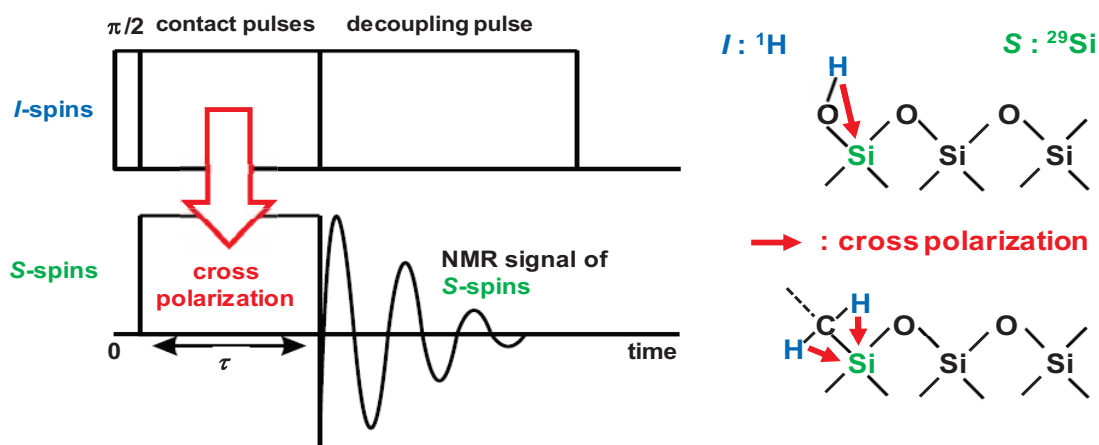 π/2 contact pulses decoupling pulse
I-spins
S-spins
cross
polarization
NMR signal of
S-spins
0
τ
time
I : ¹H S : ²⁹Si
H
O O O
Si Si Si
: cross polarization
H
C O O
H
Si Si Si